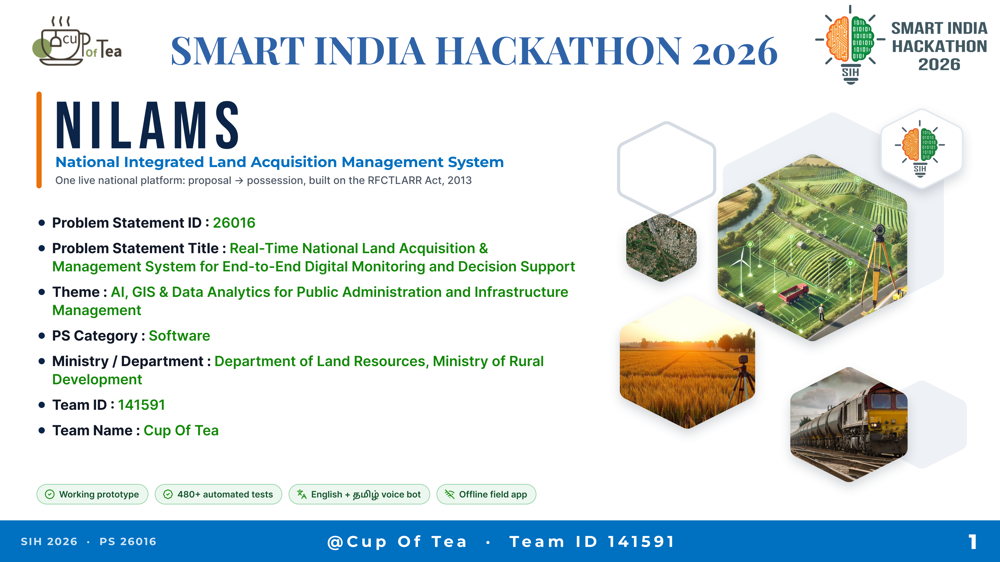 cuP of Tea
SMART INDIA HACKATHON 2026
SIH
SMART INDIA
HACKATHON
2026
NILAMS
National Integrated Land Acquisition Management System
One live national platform: proposal → possession, built on the RFCTLARR Act, 2013
SIH
• Problem Statement ID : 26016
• Problem Statement Title : Real-Time National Land Acquisition &
Management System for End-to-End Digital Monitoring and Decision Support
• Theme : AI, GIS & Data Analytics for Public Administration and Infrastructure
Management
• PS Category : Software
• Ministry / Department : Department of Land Resources, Ministry of Rural
Development
• Team ID : 141591
• Team Name : Cup Of Tea
Working prototype
480+ automated tests
English + தமிழ் voice bot
Offline field app
SIH 2026 · PS 26016
@Cup Of Tea · Team ID 141591
1